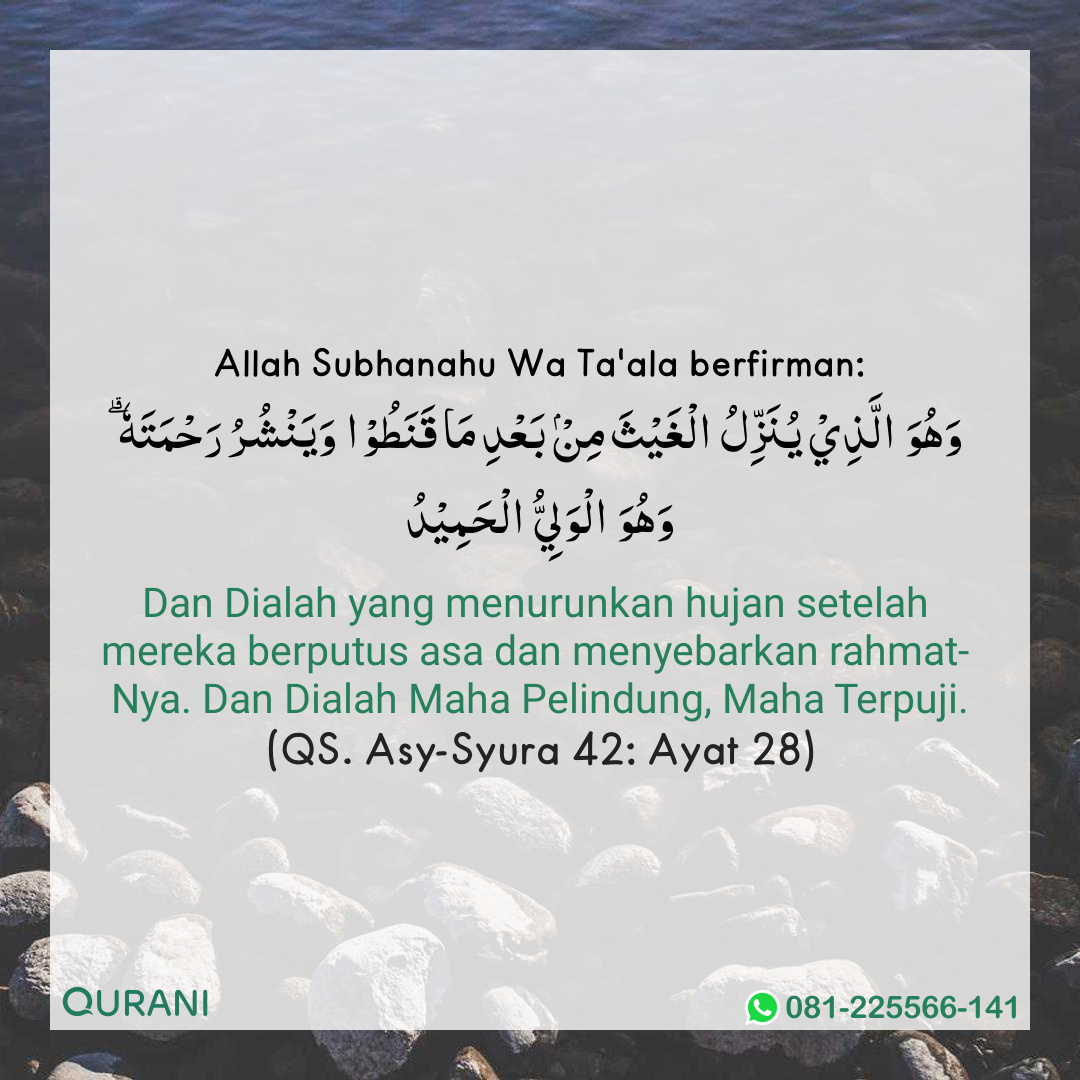 Allah Subhanahu Wa Ta'ala berfirman:
وَهُوَ الَّذِيْ يُنَزِّلُ الْغَيْثَ مِنْۢ بَعْدِ مَا قَنَطُوْا وَيَنْشُرُ رَحْمَتَهٗ ۗ
وَهُوَ الْوَلِيُّ الْحَمِيْدُ
Dan Dialah yang menurunkan hujan setelah
mereka berputus asa dan menyebarkan rahmat-
Nya. Dan Dialah Maha Pelindung, Maha Terpuji.
(QS. Asy-Syura 42: Ayat 28)
QURANI
081-225566-141